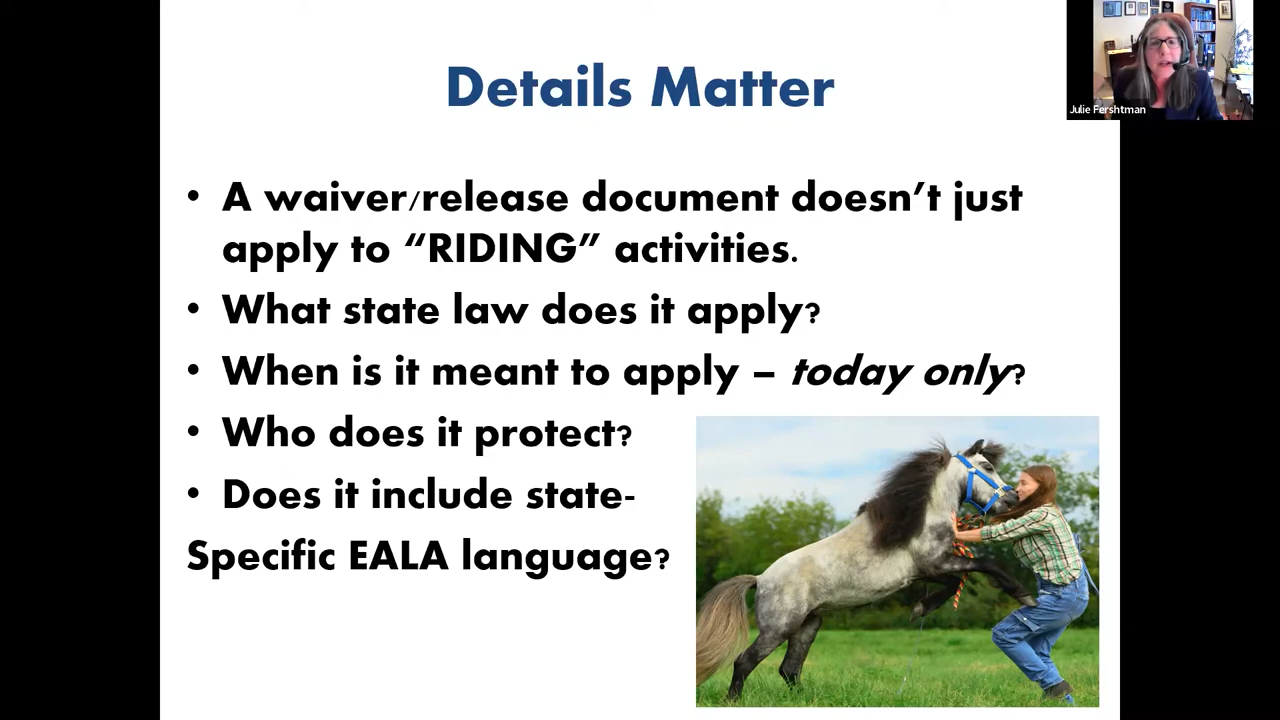 Details Matter
Julie Fershtman
• A waiver/release document doesn’t just
apply to “RIDING” activities.
• What state law does it apply?
• When is it meant to apply – today only?
• Who does it protect?
• Does it include state-
Specific EALA language?